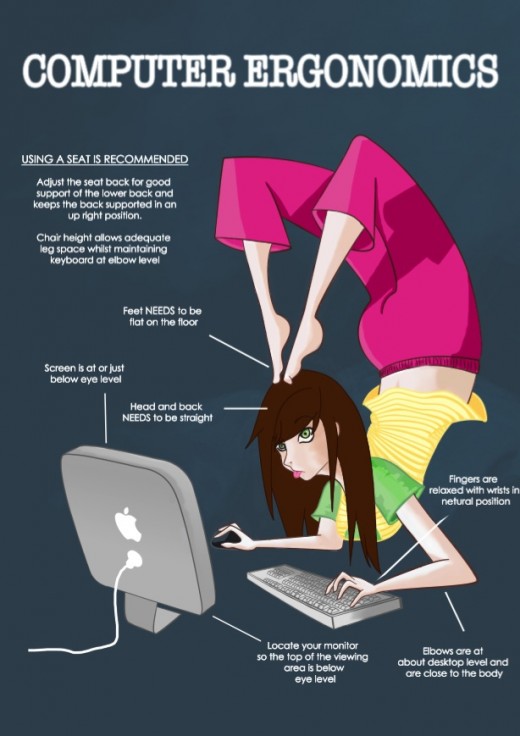 COMPUTER ERGONOMICS
USING A SEAT IS RECOMMENDED
Adjust the seat back for good
support of the lower back and
keeps the back supported in an
up right position.
Chair height allows adequate
leg space whilst maintaining
keyboard at elbow level
Feet NEEDS to be
flat on the floor
Screen is at or just
below eye level
Head and back
NEEDS to be straight
Fingers are
relaxed with wrists in
netural position
Locate your monitor
so the top of the viewing
area is below
eye level
Elbows are at
about desktop level and
are close to the body